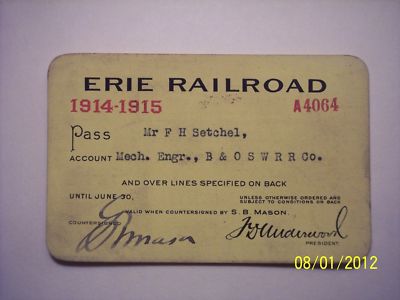 ERIE RAILROAD
1914-1915 A4064
Pass Mr F H Setchel,
ACCOUNT Mech. Engr., B & O S W R R Co.
AND OVER LINES SPECIFIED ON BACK
UNTIL JUNE 30, UNLESS OTHERWISE ORDERED AND
SUBJECT TO CONDITIONS ON BACK
VALID WHEN COUNTERSIGNED BY S. B. MASON.
COUNTERSIGNED
SBMason FDUnderwood
PRESIDENT.
08/01/2012